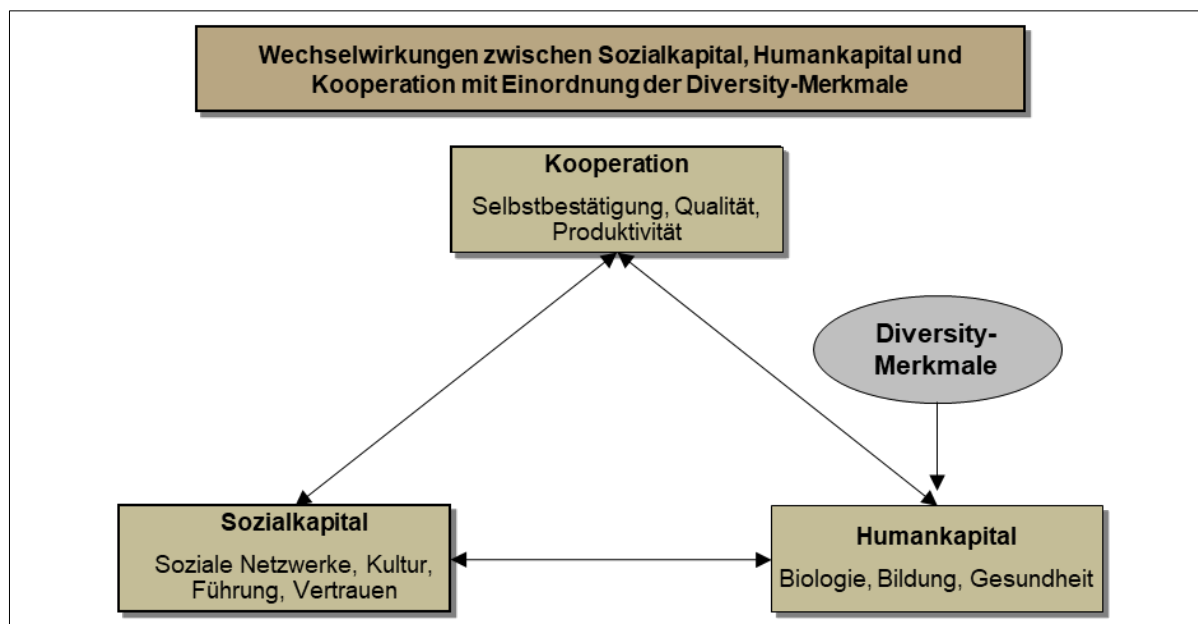 Wechselwirkungen zwischen Sozialkapital, Humankapital und
Kooperation mit Einordnung der Diversity-Merkmale
Kooperation
Selbstbestätigung, Qualität,
Produktivität
Diversity-
Merkmale
Sozialkapital
Soziale Netzwerke, Kultur,
Führung, Vertrauen
Humankapital
Biologie, Bildung, Gesundheit